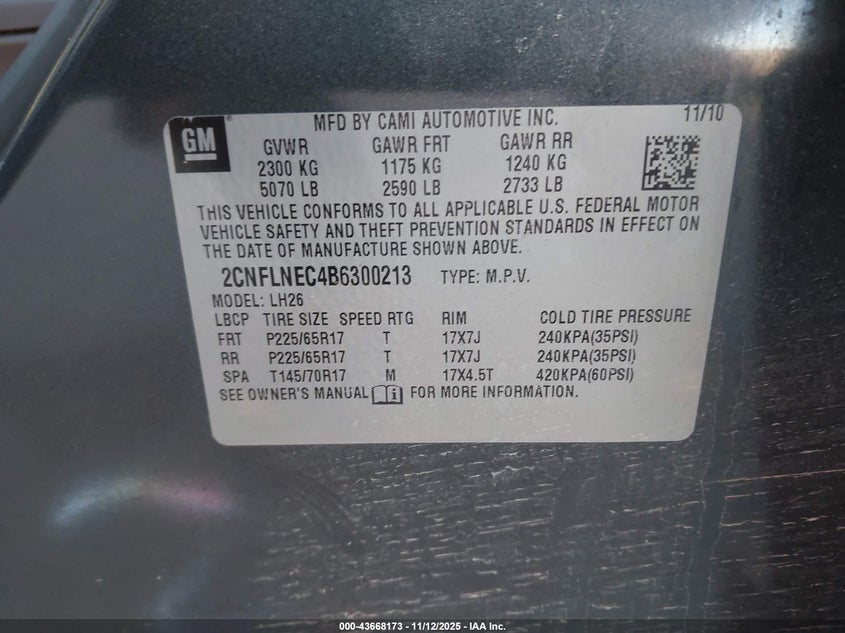 GM
MFD BY CAMI AUTOMOTIVE INC. 11/10
GVWR GAWR FRT GAWR RR
2300 KG 1175 KG 1240 KG
5070 LB 2590 LB 2733 LB
THIS VEHICLE CONFORMS TO ALL APPLICABLE U.S. FEDERAL MOTOR
VEHICLE SAFETY AND THEFT PREVENTION STANDARDS IN EFFECT ON
THE DATE OF MANUFACTURE SHOWN ABOVE.
2CNFLNEC4B6300213 TYPE: M.P.V.
MODEL: LH26
LBCP TIRE SIZE SPEED RTG RIM COLD TIRE PRESSURE
FRT P225/65R17 T 17X7J 240KPA(35PSI)
RR P225/65R17 T 17X7J 240KPA(35PSI)
SPA T145/70R17 M 17X4.5T 420KPA(60PSI)
SEE OWNER'S MANUAL i FOR MORE INFORMATION.
000-43668173 - 11/12/2025 - IAA Inc.